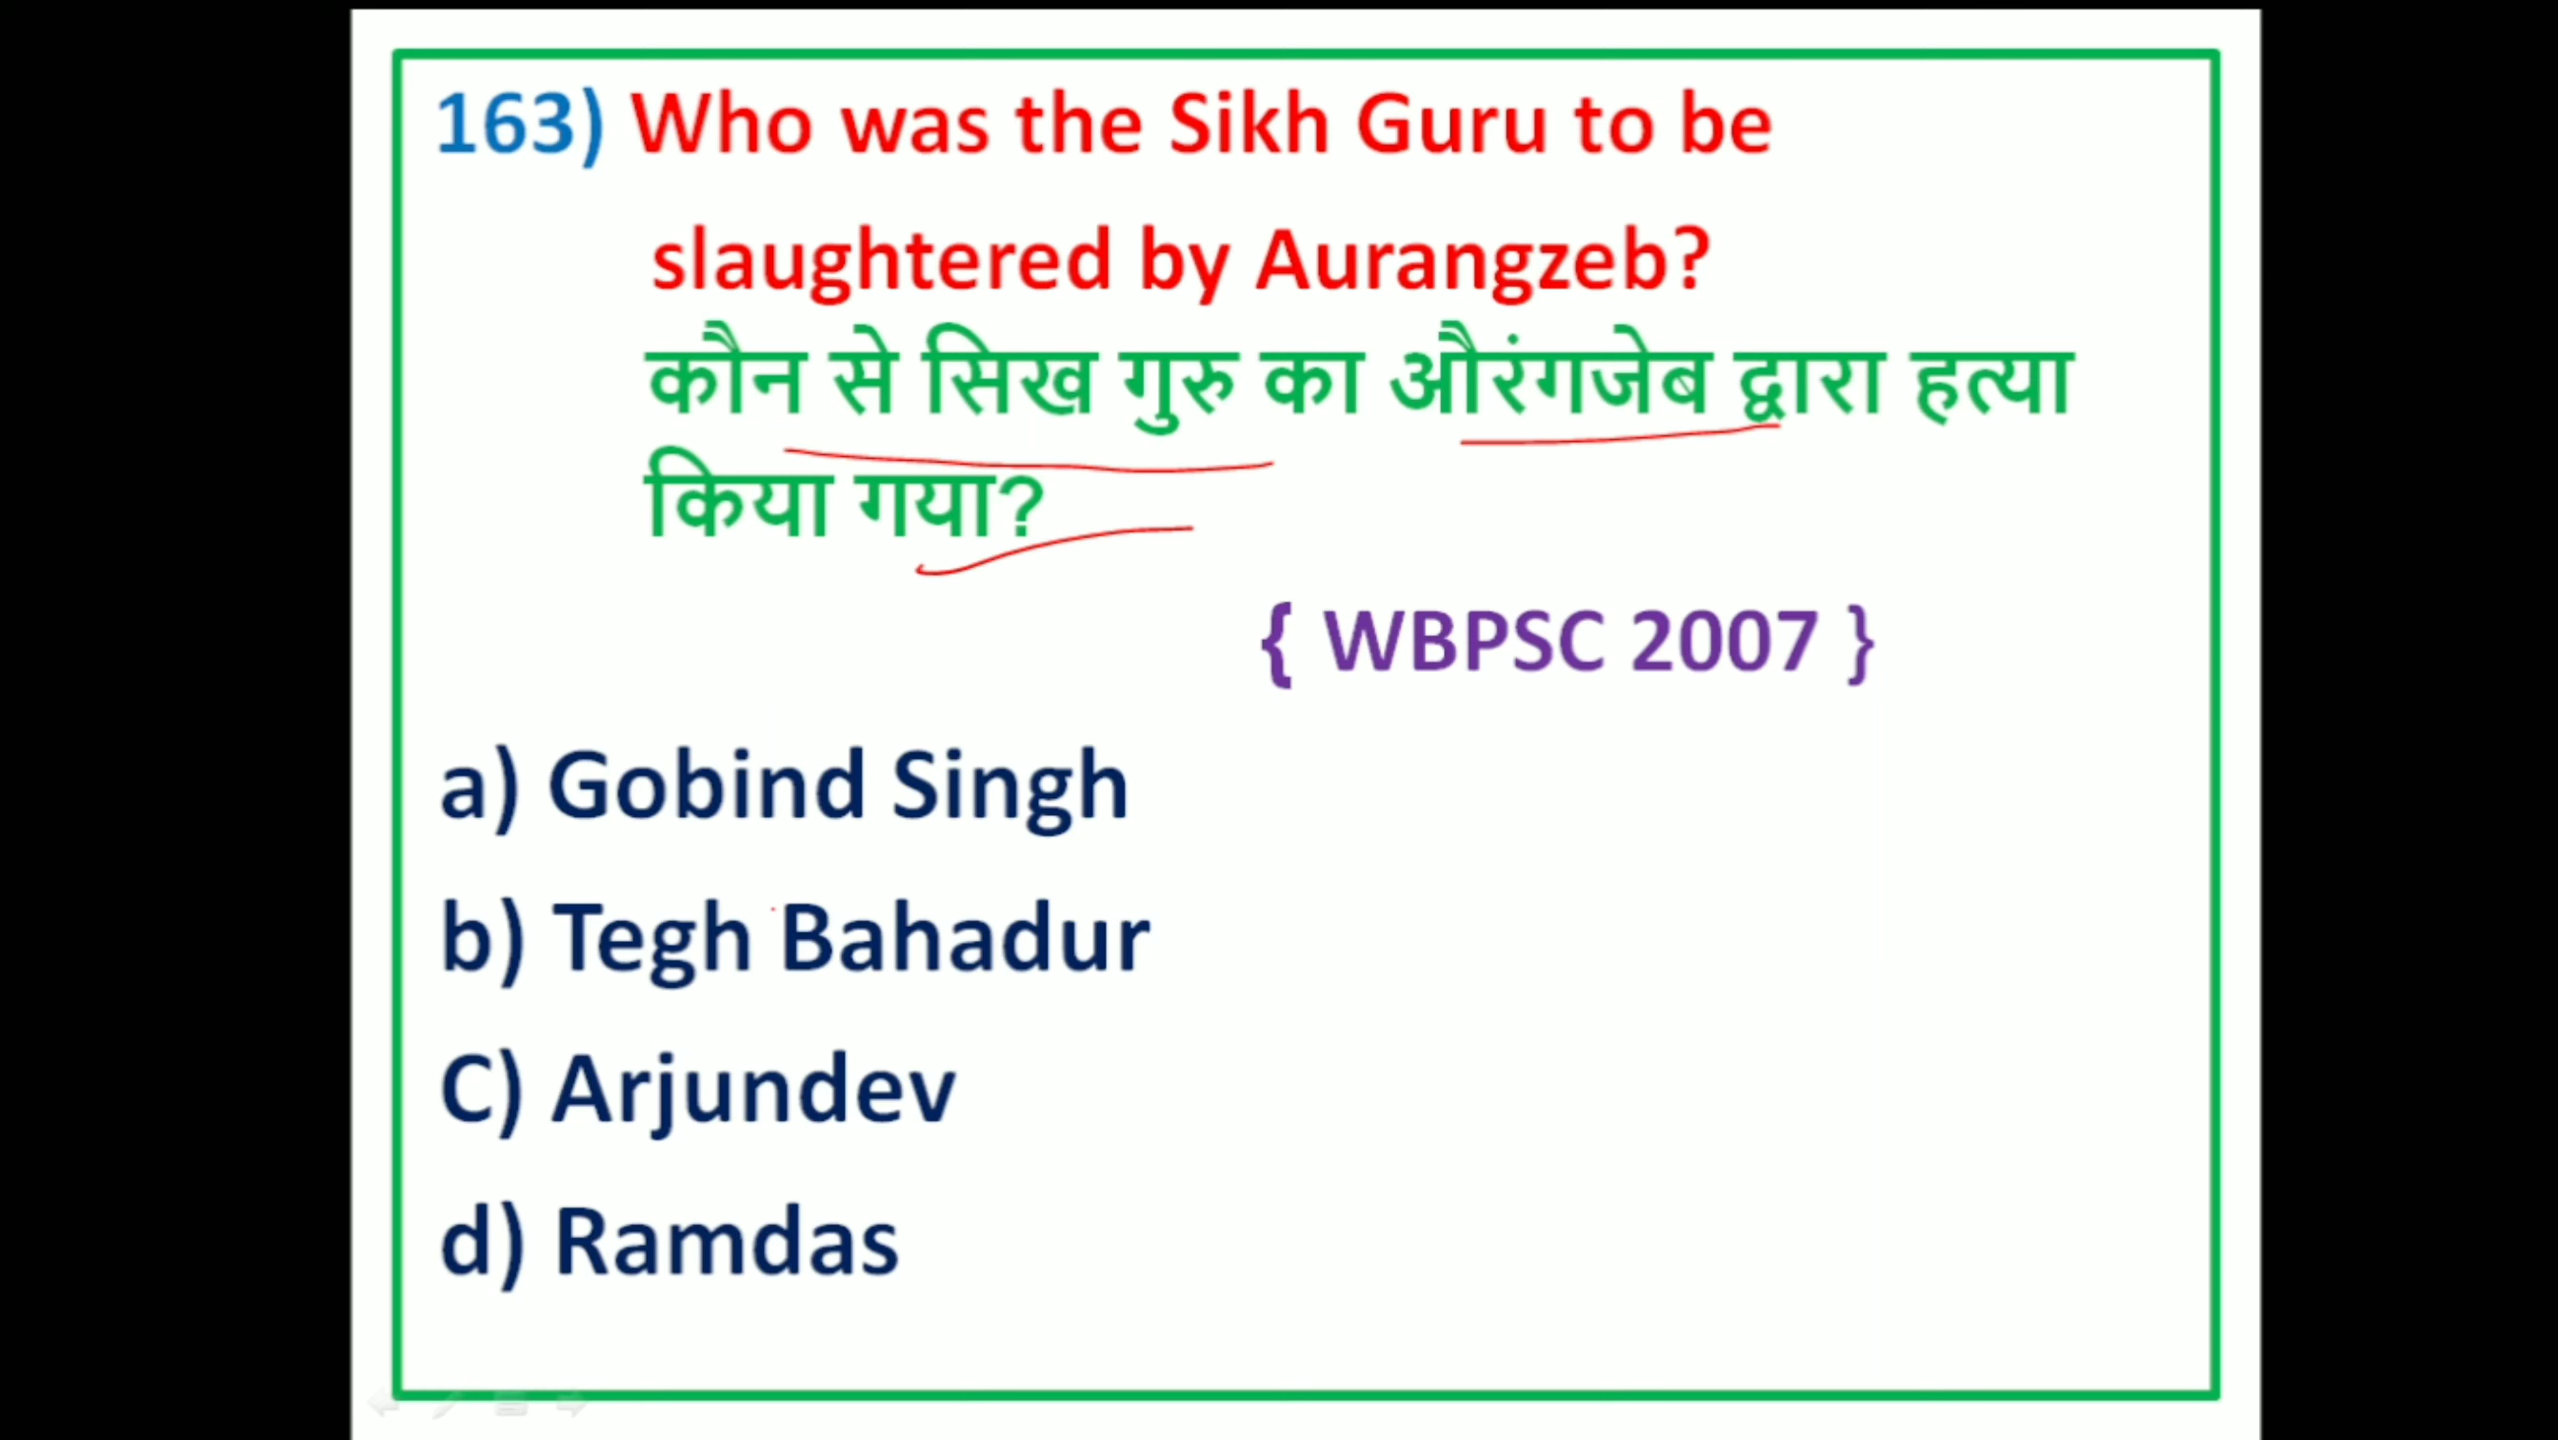 163) Who was the Sikh Guru to be
slaughtered by Aurangzeb?
कौन से सिख गुरु का औरंगजेब द्वारा हत्या
किया गया?
{ WBPSC 2007 }
a) Gobind Singh
b) Tegh Bahadur
C) Arjundev
d) Ramdas